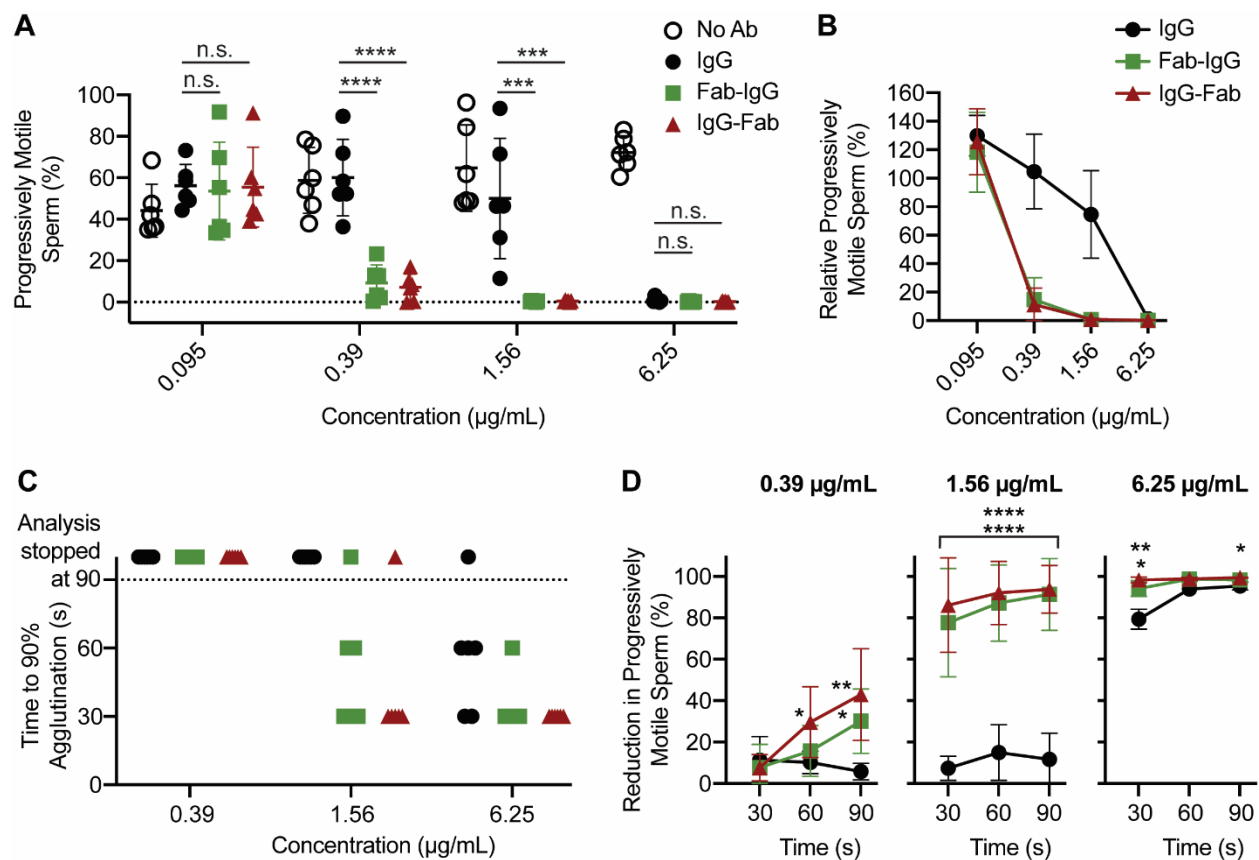 A
No Ab
IgG
Fab-IgG
IgG-Fab
n.s.
n.s.
****
****
***
***
n.s.
n.s.
Progressively Motile
Sperm (%)
100
80
60
40
20
0
0.095
0.39
1.56
6.25
Concentration (µg/mL)
B
IgG
Fab-IgG
IgG-Fab
Relative Progressively
Motile Sperm (%)
160
140
120
100
80
60
40
20
0
0.095
0.39
1.56
6.25
Concentration (µg/mL)
C
Analysis
stopped
at 90
Time to 90%
Agglutination (s)
60
30
0
0.39
1.56
6.25
Concentration (µg/mL)
D
0.39 µg/mL
1.56 µg/mL
6.25 µg/mL
Reduction in Progressively
Motile Sperm (%)
100
80
60
40
20
0
*
**
*
****
****
**
*
*
30
60
90
30
60
90
30
60
90
Time (s)
Time (s)
Time (s)